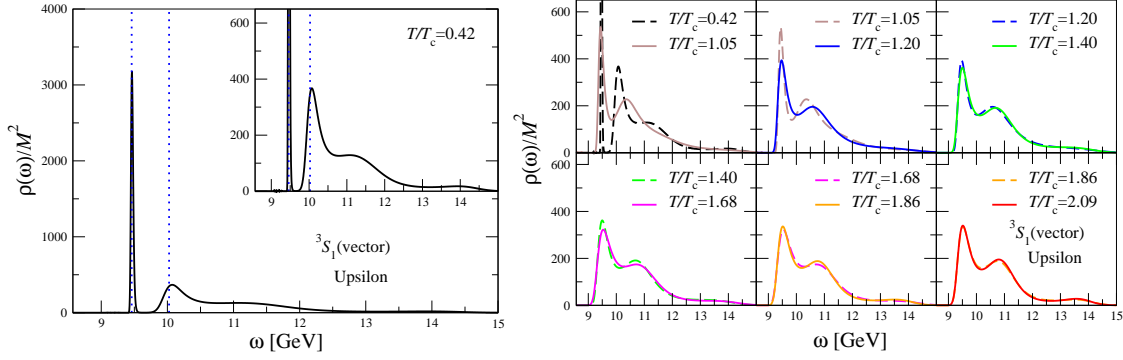 4000
3000
2000
1000
0
ρ(ω)/M²
9
10
11
12
13
14
15
ω [GeV]
T/T_c=0.42
600
400
200
0
9
10
11
12
13
14
15
³S₁(vector)
Upsilon
600
400
200
0
600
400
200
0
ρ(ω)/M²
T/T_c=0.42
T/T_c=1.05
T/T_c=1.05
T/T_c=1.20
T/T_c=1.20
T/T_c=1.40
T/T_c=1.40
T/T_c=1.68
T/T_c=1.68
T/T_c=1.86
T/T_c=1.86
T/T_c=2.09
³S₁(vector)
Upsilon
9 10 11 12 13 14
9 10 11 12 13 14
9 10 11 12 13 14 15
ω [GeV]